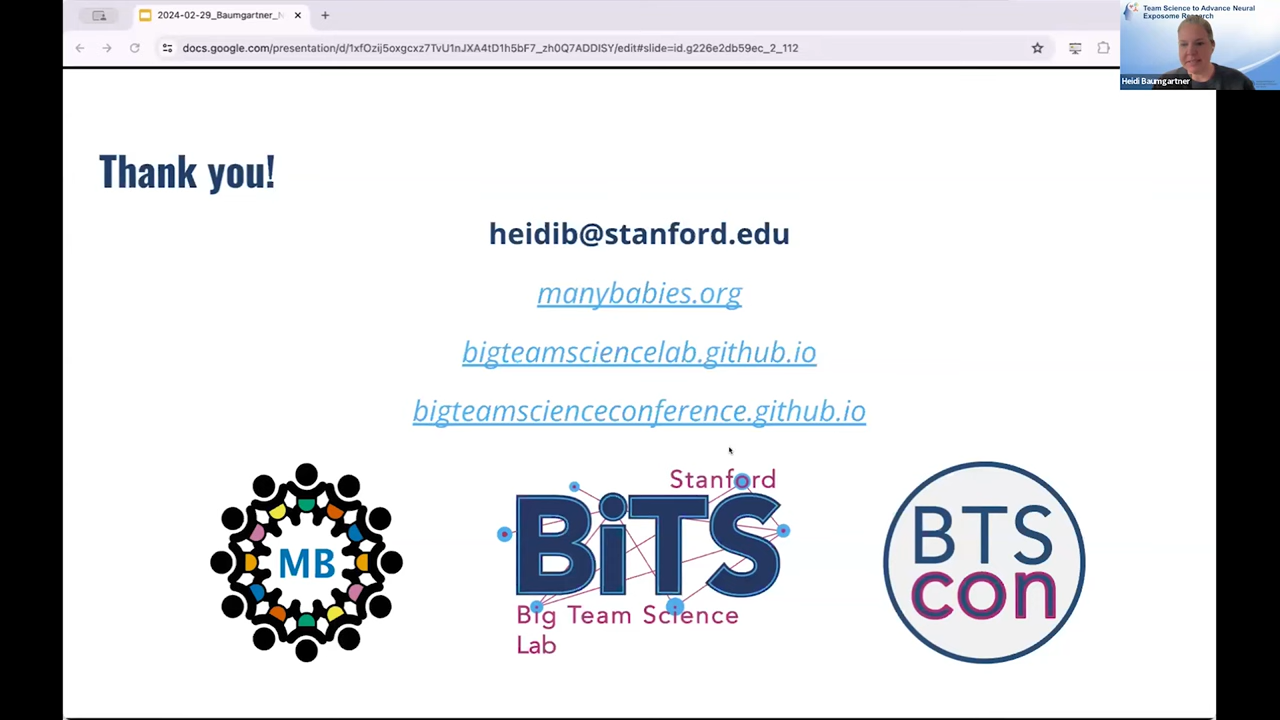 2024-02-29_Baumgartner_N
docs.google.com/presentation/d/1xfOzij5oxgcxz7TvU1nJXA4tD1h5bF7_zh0Q7ADDISY/edit#slide=id.g226e2db59ec_2_112
Team Science to Advance Neural
Exposome Research
Heidi Baumgartner
Thank you!
heidib@stanford.edu
manybabies.org
bigteamsciencelab.github.io
bigteamscienceconference.github.io
MB
Stanford
BiTS
Big Team Science
Lab
BTS
con